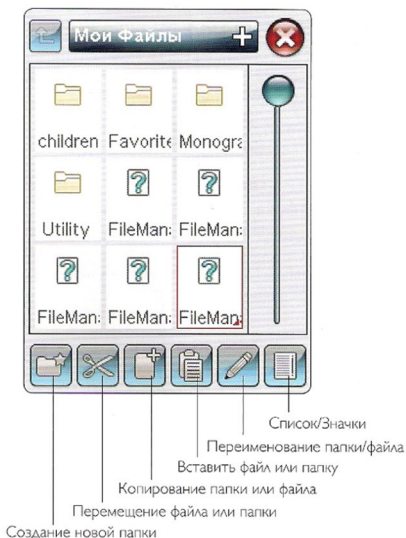 Мои Файлы
children Favorite Monogra
Utility FileMan: FileMan:
FileMan: FileMan: FileMan:
Список/Значки
Переименование папки/файла
Вставить файл или папку
Копирование папки или файла
Перемещение файла или папки
Создание новой папки